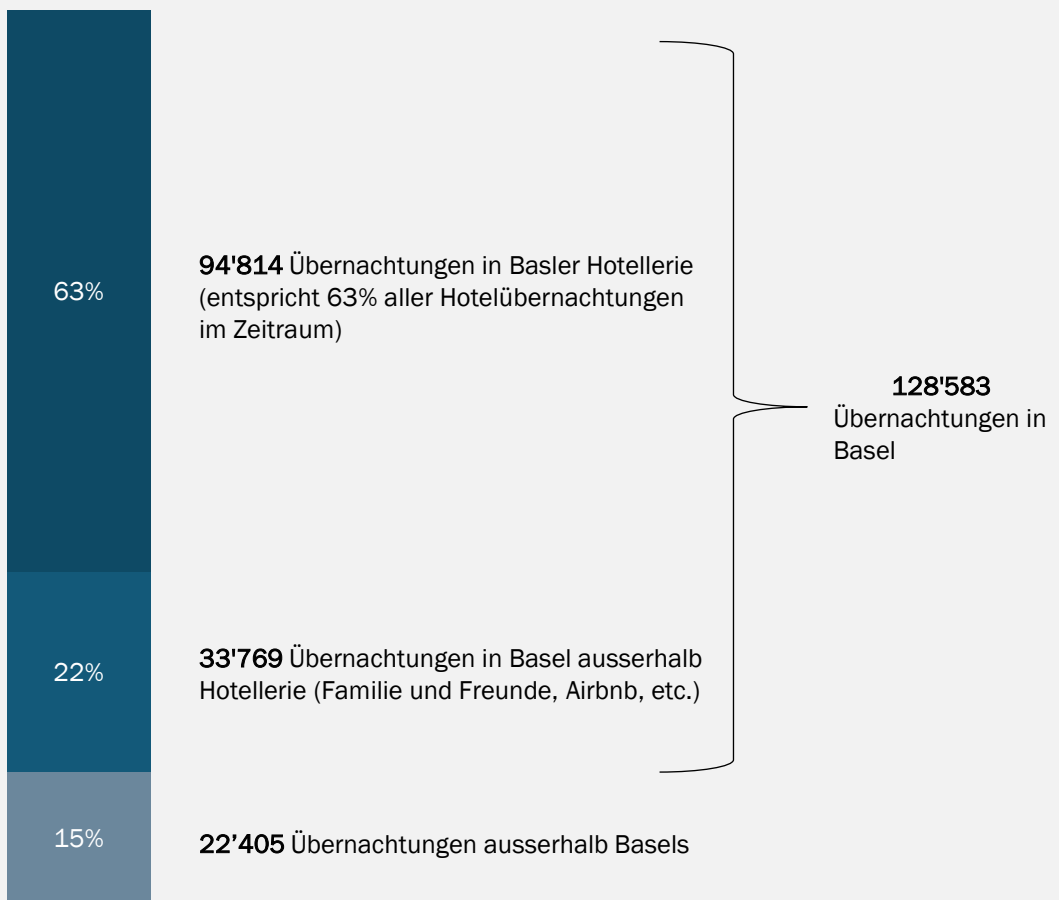 63%
94'814 Übernachtungen in Basler Hotellerie
(entspricht 63% aller Hotelübernachtungen
im Zeitraum)
128'583
Übernachtungen in
Basel
22%
33'769 Übernachtungen in Basel ausserhalb
Hotellerie (Familie und Freunde, Airbnb, etc.)
15%
22’405 Übernachtungen ausserhalb Basels